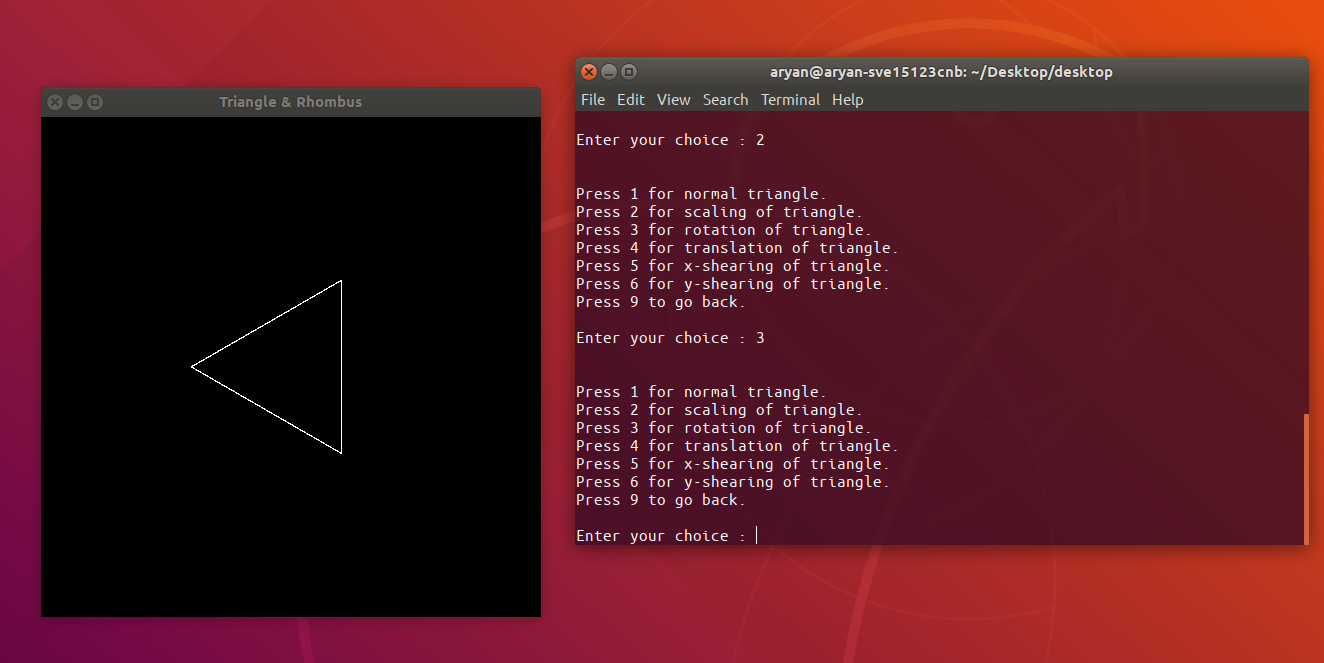 Triangle & Rhombus
aryan@aryan-sve15123cnb: ~/Desktop/desktop
File Edit View Search Terminal Help
Enter your choice : 2
Press 1 for normal triangle.
Press 2 for scaling of triangle.
Press 3 for rotation of triangle.
Press 4 for translation of triangle.
Press 5 for x-shearing of triangle.
Press 6 for y-shearing of triangle.
Press 9 to go back.
Enter your choice : 3
Press 1 for normal triangle.
Press 2 for scaling of triangle.
Press 3 for rotation of triangle.
Press 4 for translation of triangle.
Press 5 for x-shearing of triangle.
Press 6 for y-shearing of triangle.
Press 9 to go back.
Enter your choice :